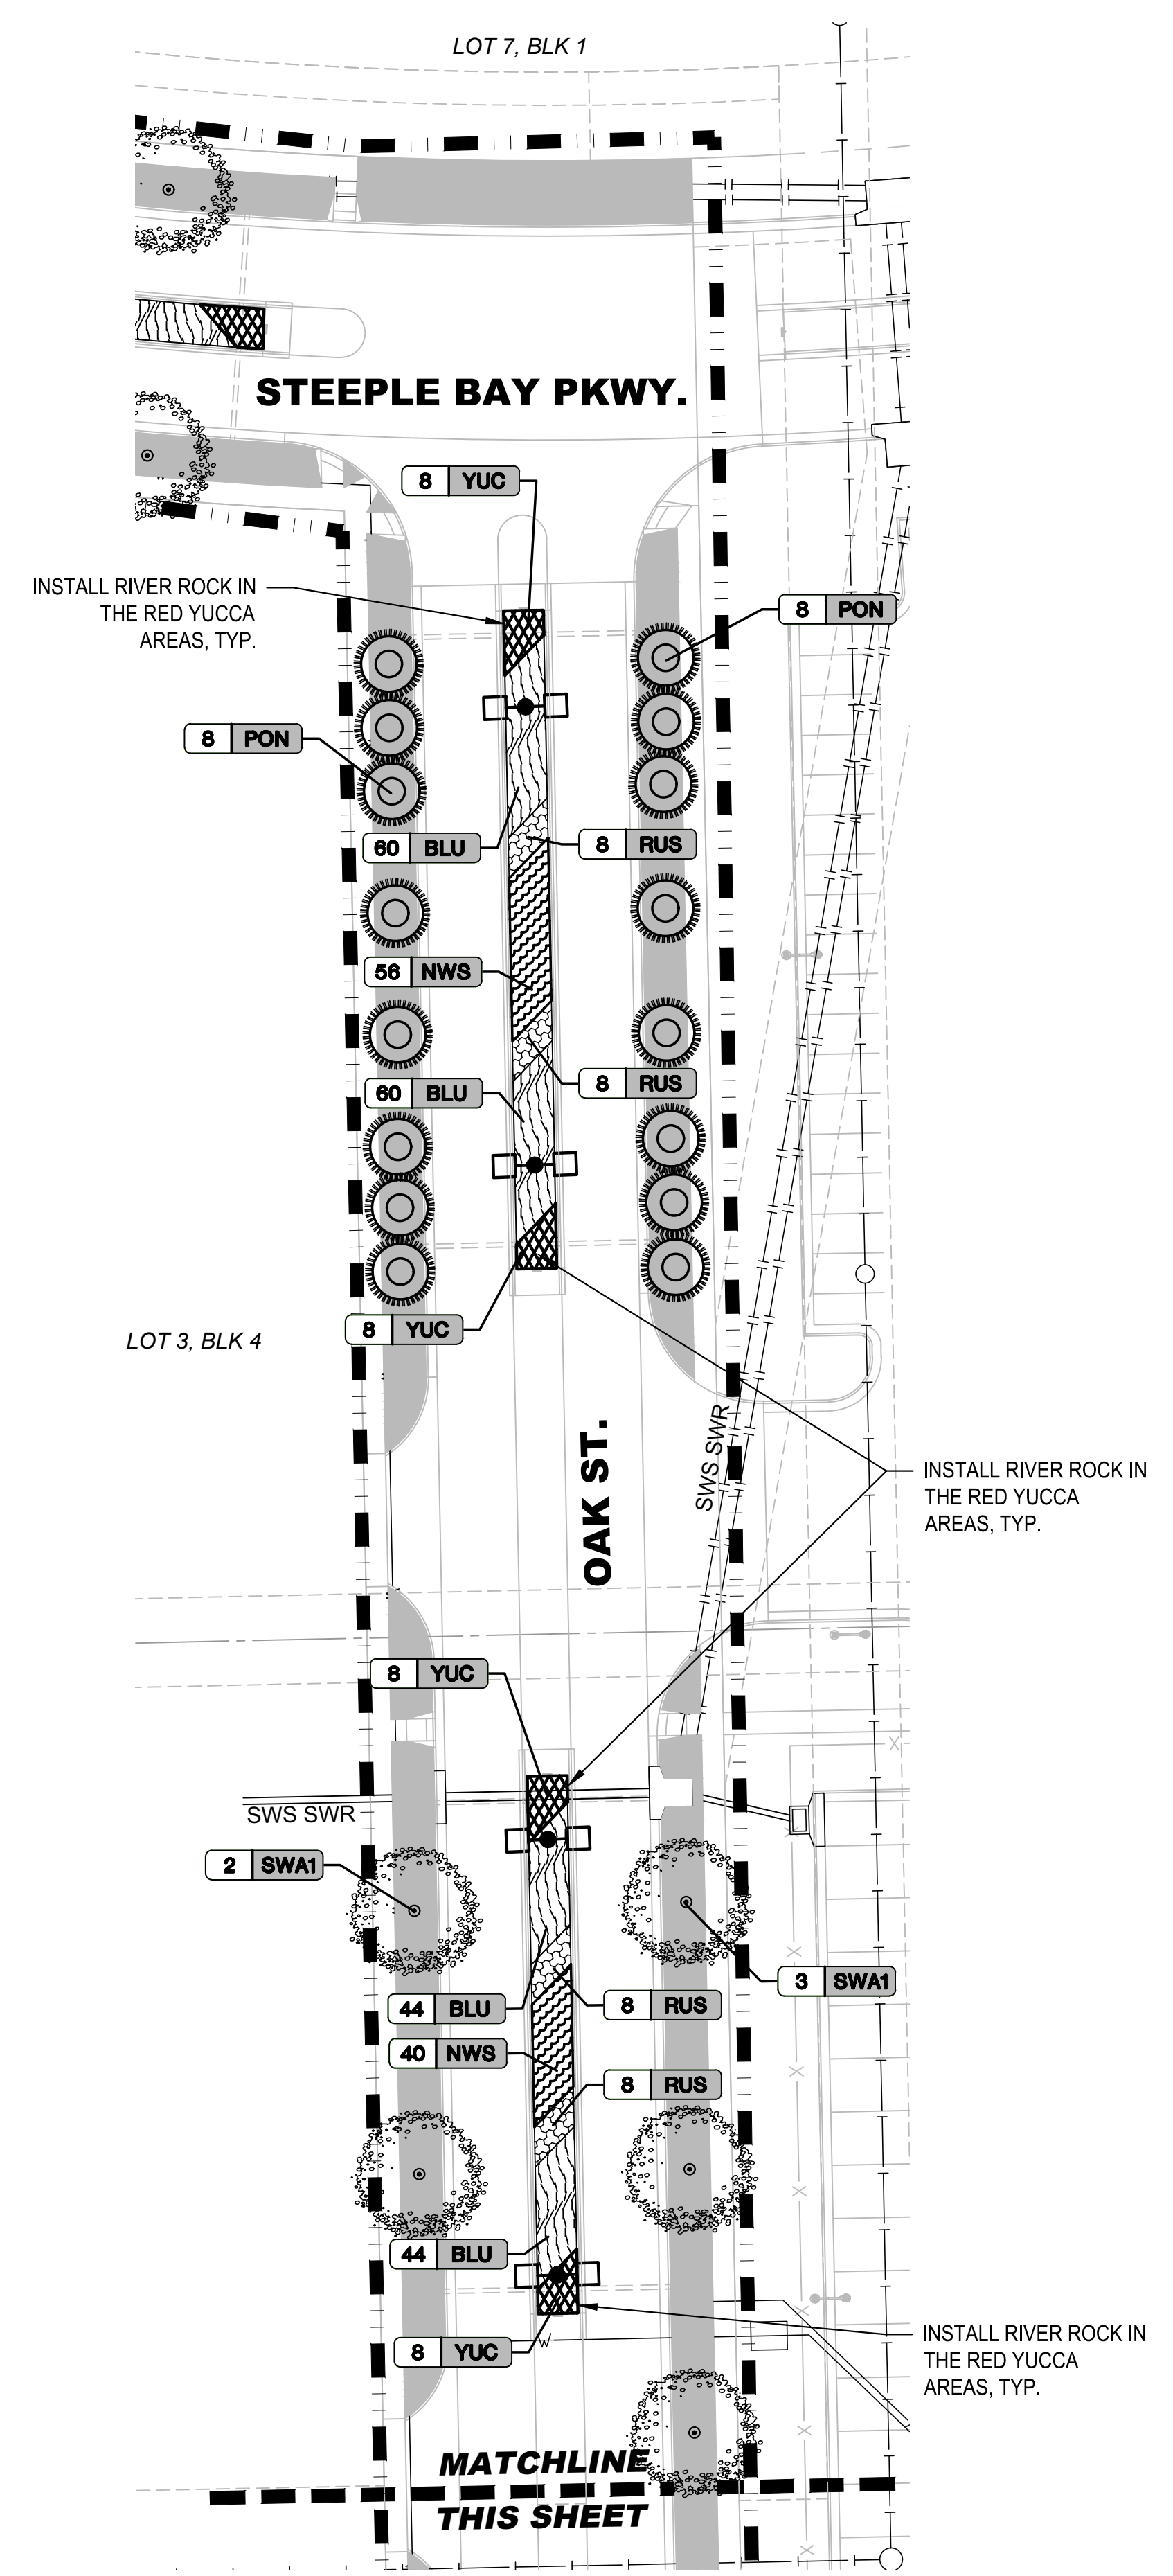 LOT 7, BLK 1
STEEPLE BAY PKWY.
8 YUC
INSTALL RIVER ROCK IN
THE RED YUCCA
AREAS, TYP.
8 PON
8 PON
60 BLU
8 RUS
56 NWS
8 RUS
60 BLU
8 YUC
LOT 3, BLK 4
OAK ST.
SWS SWR
INSTALL RIVER ROCK IN
THE RED YUCCA
AREAS, TYP.
8 YUC
SWS SWR
2 SWA1
3 SWA1
44 BLU
8 RUS
40 NWS
8 RUS
44 BLU
INSTALL RIVER ROCK IN
THE RED YUCCA
AREAS, TYP.
8 YUC
W
MATCHLINE
THIS SHEET